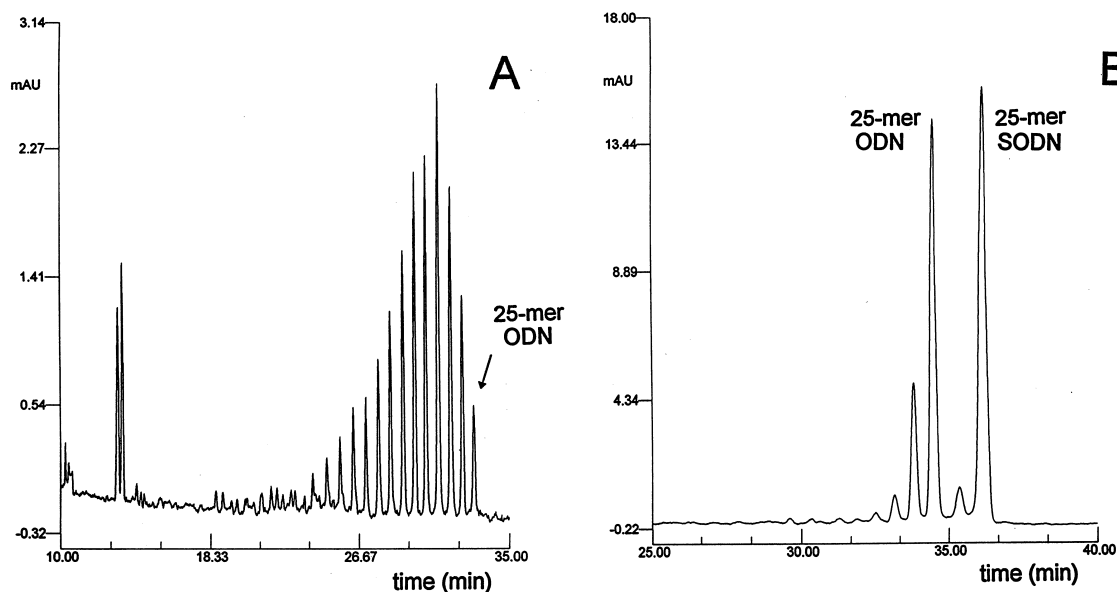 3.14
mAU
A
2.27
1.41
25-mer
ODN
0.54
-0.32
10.00
18.33
26.67
35.00
time (min)
18.00
mAU
25-mer
ODN
25-mer
SODN
13.44
8.89
4.34
-0.22
25.00
30.00
35.00
40.00
time (min)